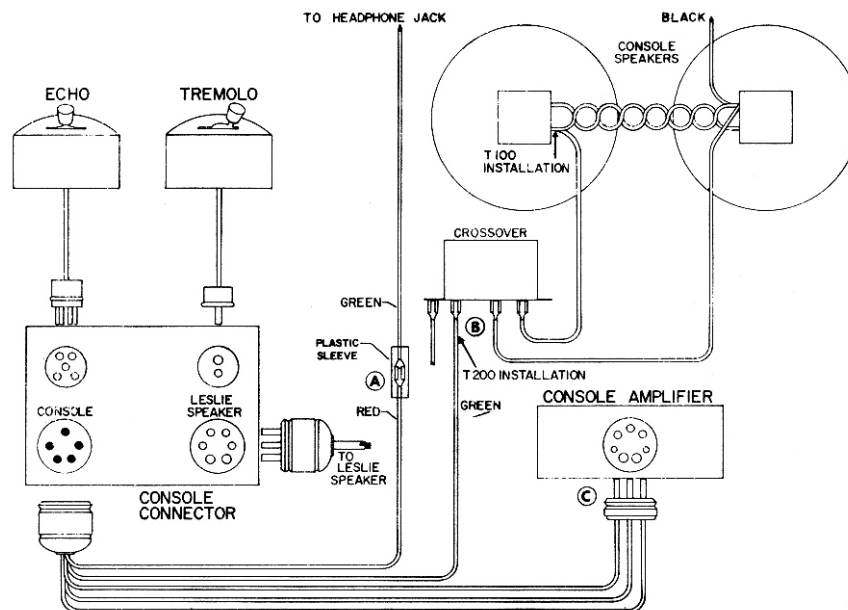 TO HEADPHONE JACK
BLACK
CONSOLE
SPEAKERS
ECHO
TREMOLO
T 100
INSTALLATION
CROSSOVER
GREEN
B
PLASTIC
SLEEVE
A
T 200 INSTALLATION
CONSOLE AMPLIFIER
RED
GREEN
CONSOLE
LESLIE
SPEAKER
TO
LESLIE
SPEAKER
CONSOLE
CONNECTOR
C